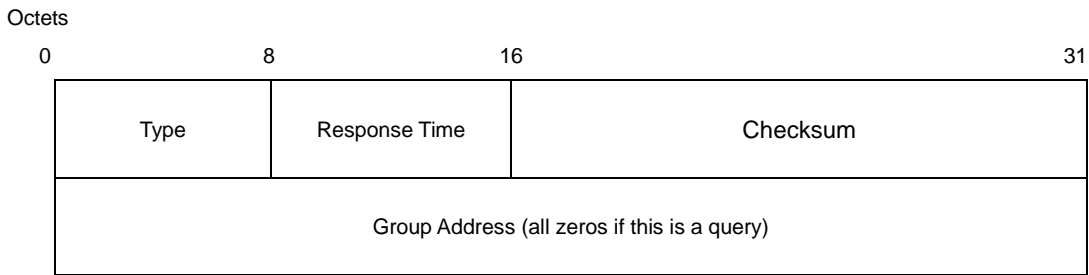 Octets
0 8 16 31
Type Response Time Checksum
Group Address (all zeros if this is a query)